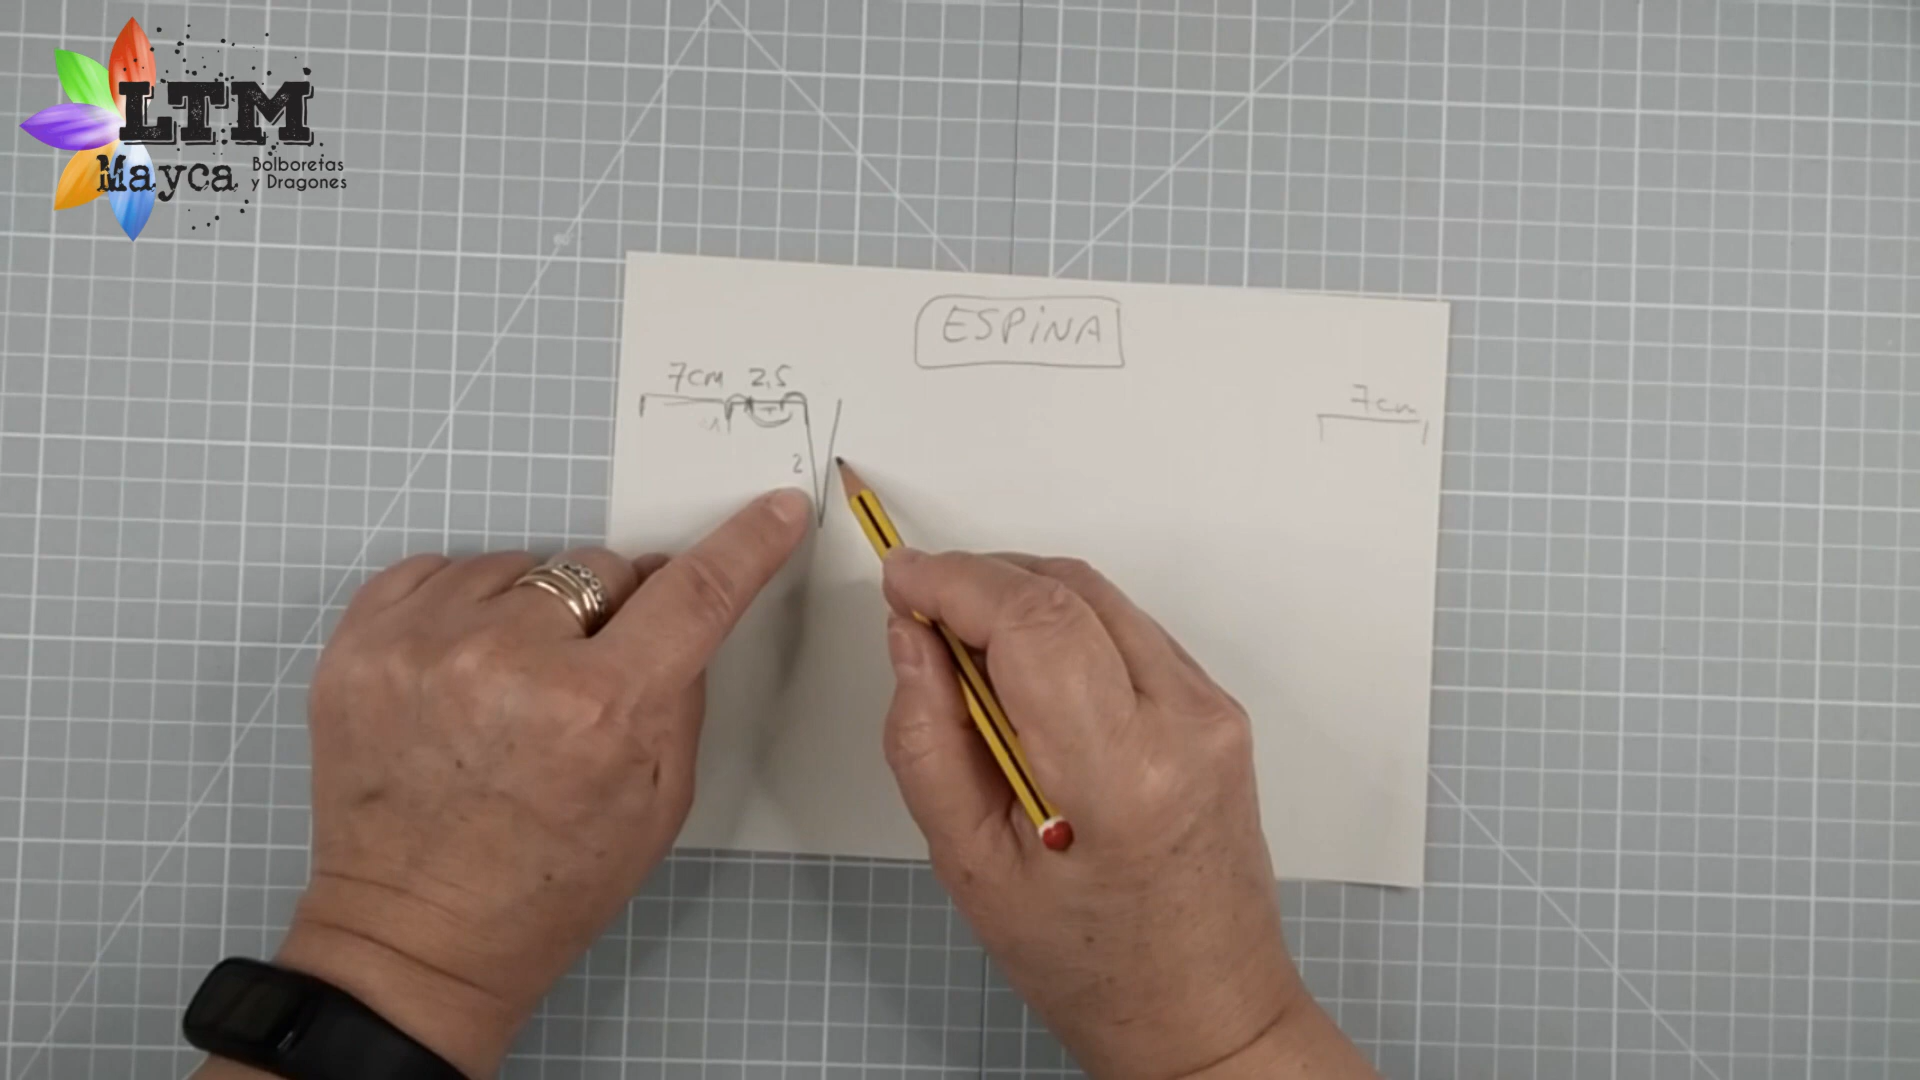 LTM
Mayca
Bolboretas
y Dragones
ESPINA
7cm 2,5
7cm
1
2